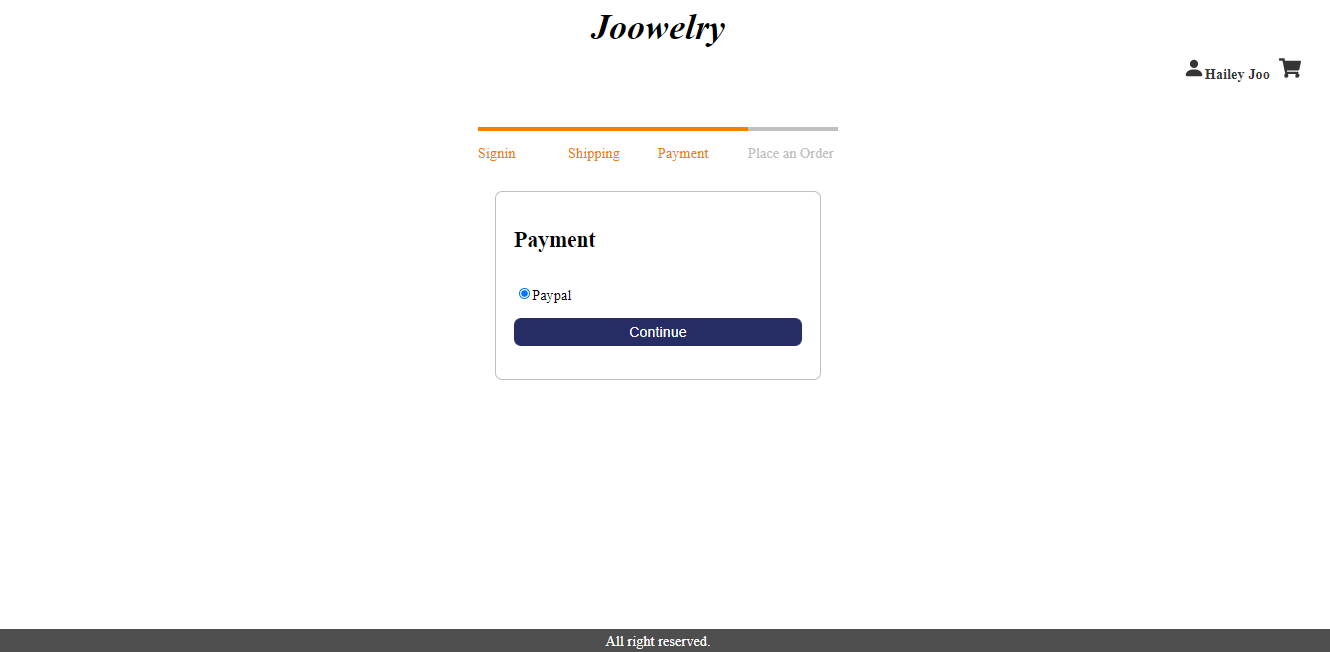 Joowelry
Hailey Joo
Signin Shipping Payment Place an Order
Payment
Paypal
Continue
All right reserved.